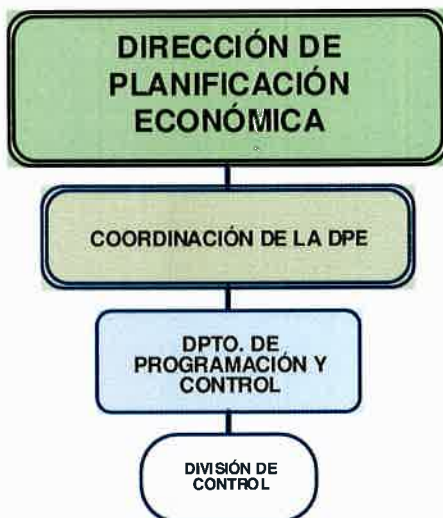 DIRECCIÓN DE
PLANIFICACIÓN
ECONÓMICA
COORDINACIÓN DE LA DPE
DPTO. DE
PROGRAMACIÓN Y
CONTROL
DIVISIÓN DE
CONTROL